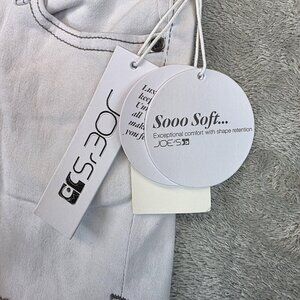 JOE'S
Sooo Soft...
Exceptional comfort with shape retention
JOE'S